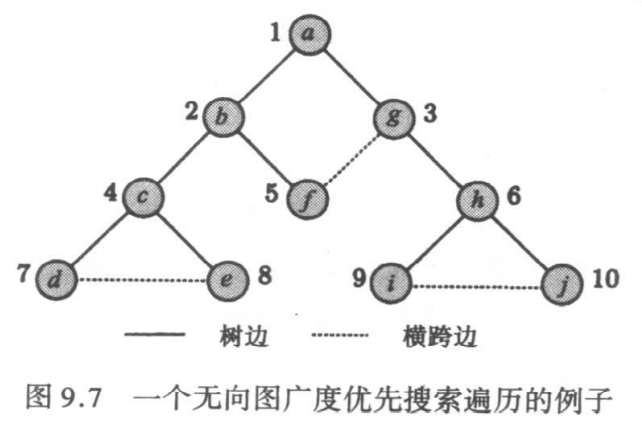 1 a
2 b g 3
4 c 5 f h 6
7 d e 8 9 i j 10
树边 横跨边
图 9.7 一个无向图广度优先搜索遍历的例子